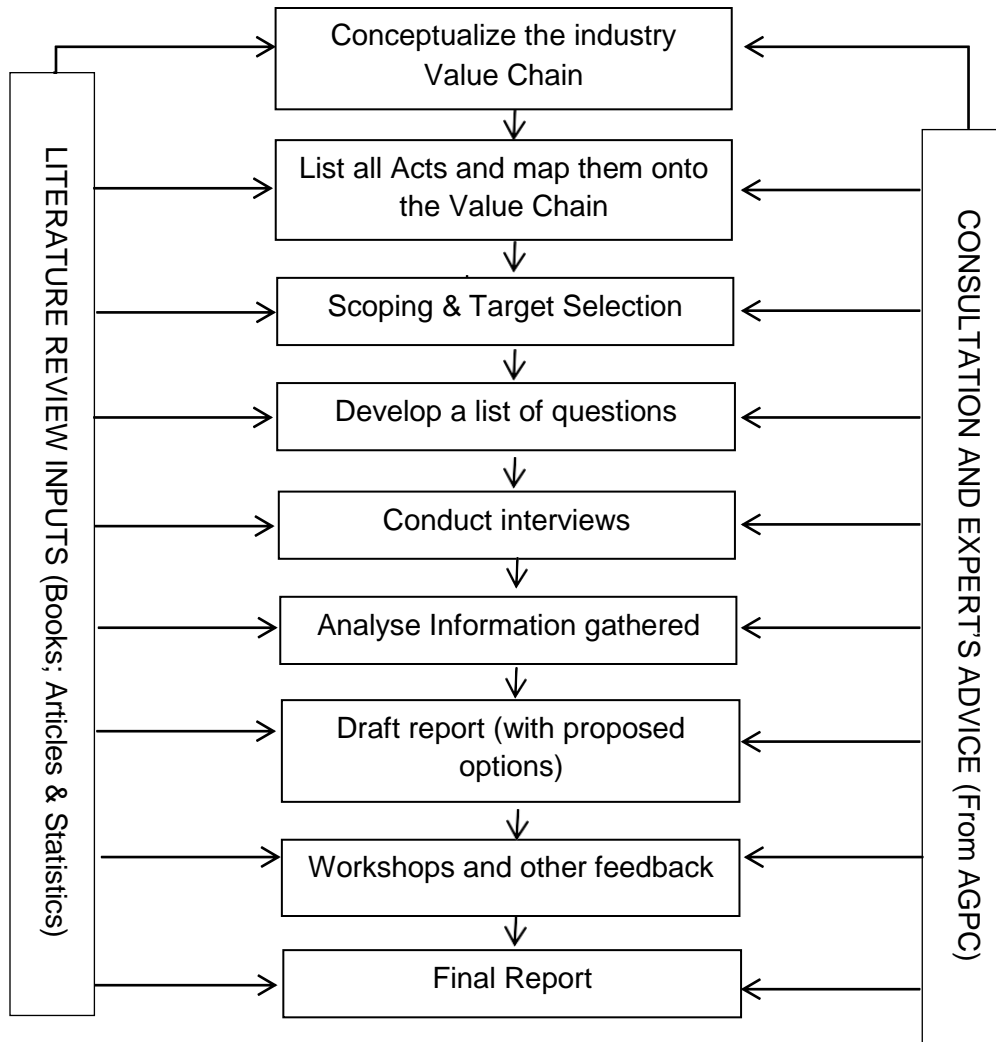 Conceptualize the industry
Value Chain
List all Acts and map them onto
the Value Chain
Scoping & Target Selection
Develop a list of questions
Conduct interviews
Analyse Information gathered
Draft report (with proposed
options)
Workshops and other feedback
Final Report
LITERATURE REVIEW INPUTS (Books; Articles & Statistics)
CONSULTATION AND EXPERT'S ADVICE (From AGPC)